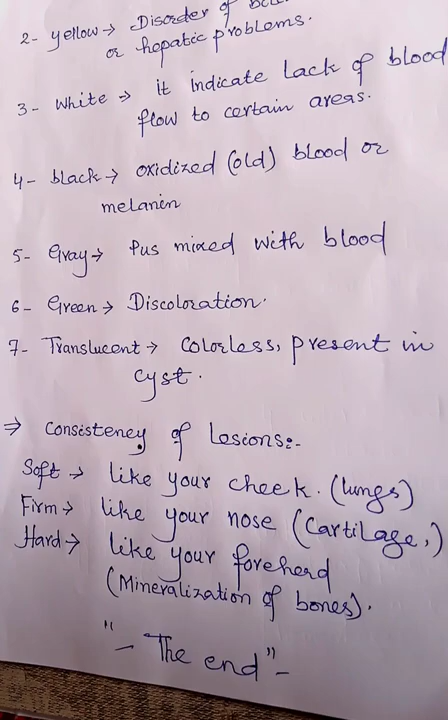 2- yellow → Disorder of
or hepatic problems.
3- White → it indicate Lack of blood
flow to certain areas.
4- black → oxidized (old) blood or
melanin
5- Gray → Pus mixed with blood
6- Green → Discoloration.
7- Translucent → Colorless, present in
cyst.
⇒ Consistency of Lesions:-
Soft → like your cheek. (lungs)
Firm → like your nose (Cartilage,)
Hard → like your forehead
(Mineralization of bones).
"- The end"-